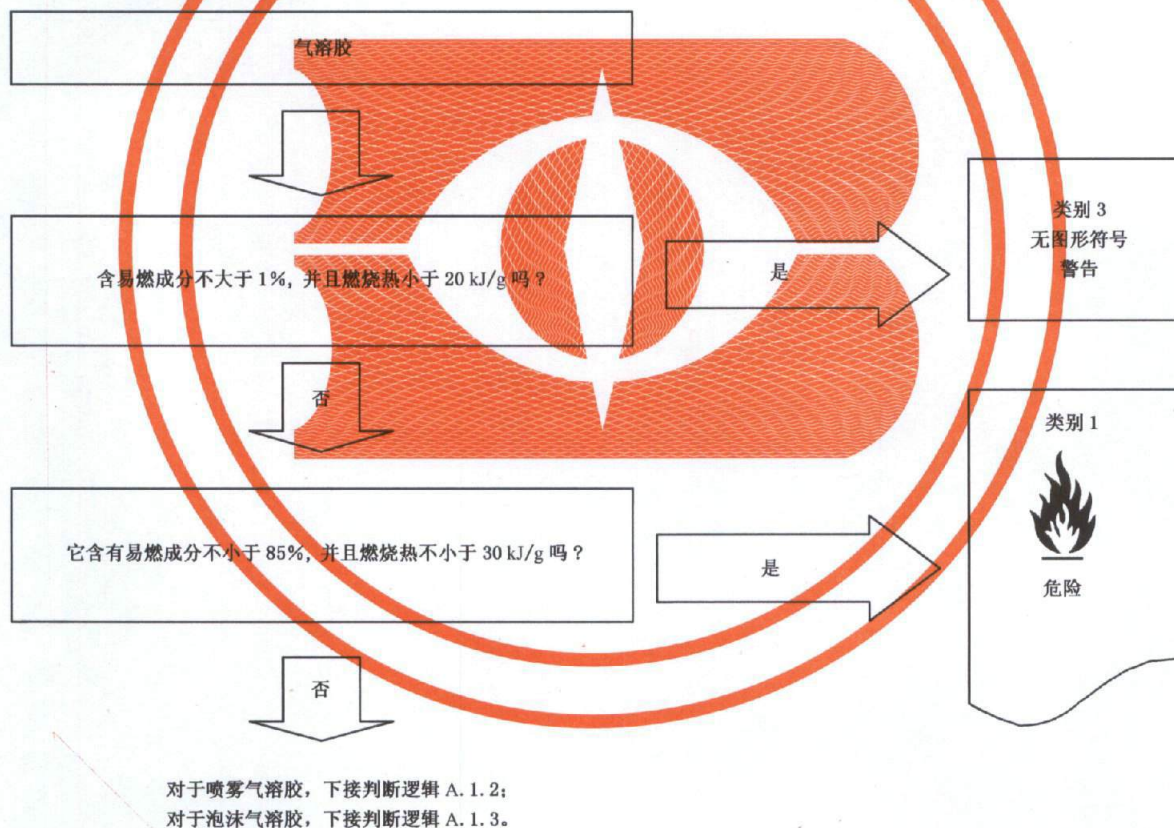 气溶胶
含易燃成分不大于 1%，并且燃烧热小于 20 kJ/g 吗？
是
类别 3
无图形符号
警告
否
类别 1
危险
它含有易燃成分不小于 85%，并且燃烧热不小于 30 kJ/g 吗？
是
否
对于喷雾气溶胶，下接判断逻辑 A.1.2；
对于泡沫气溶胶，下接判断逻辑 A.1.3。